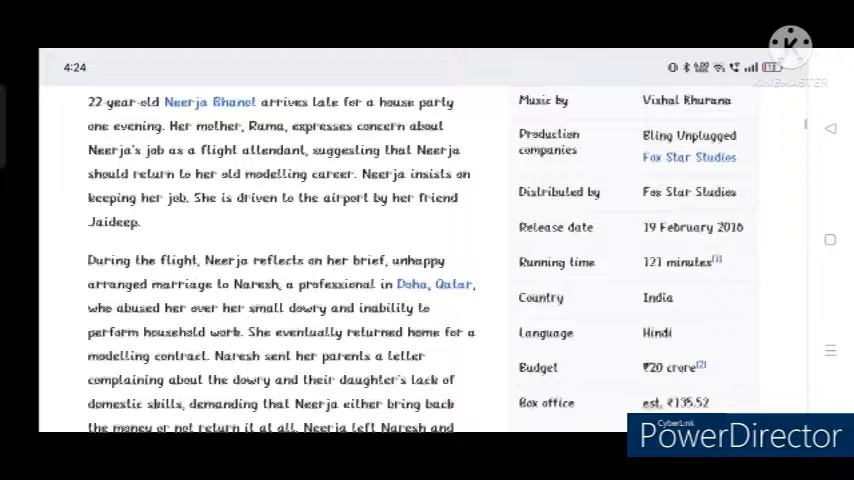 4:24
KINEMASTER
22-year-old Neerja Bhanot arrives late for a house party
one evening. Her mother, Rama, expresses concern about
Neerja's job as a flight attendant, suggesting that Neerja
should return to her old modelling career. Neerja insists on
keeping her job. She is driven to the airport by her friend
Jaideep.
During the flight, Neerja reflects on her brief, unhappy
arranged marriage to Naresh, a professional in Doha, Qatar,
who abused her over her small dowry and inability to
perform household work. She eventually returned home for a
modelling contract. Naresh sent her parents a letter
complaining about the dowry and their daughter's lack of
domestic skills, demanding that Neerja either bring back
the money or not return it at all. Neerja left Naresh and
Music by Vishal Khurana
Production Bling Unplugged
companies Fox Star Studios
Distributed by Fox Star Studios
Release date 19 February 2016
Running time 121 minutes[1]
Country India
Language Hindi
Budget ₹20 crore[2]
Box office est. ₹135.52
CyberLink
PowerDirector